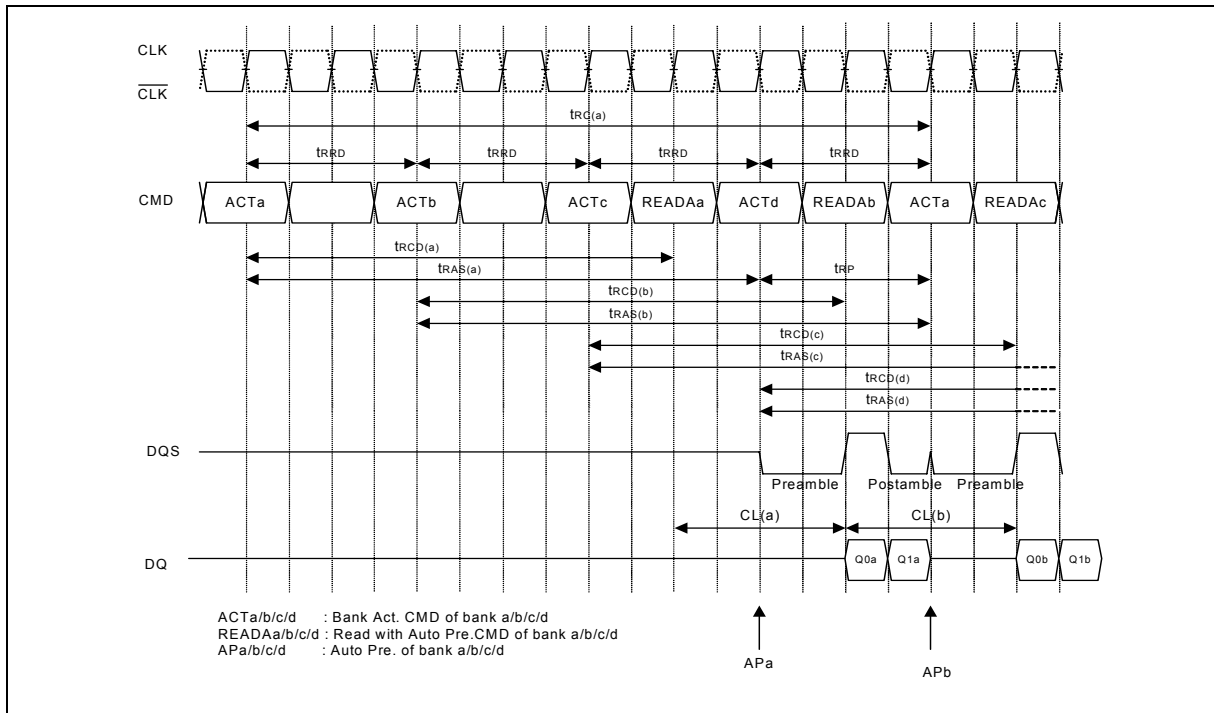 CLK
CLK
tRC(a)
tRRD tRRD tRRD tRRD
CMD ACTa ACTb ACTc READAa ACTd READAb ACTa READAc
tRCD(a)
tRAS(a) tRP
tRCD(b)
tRAS(b)
tRCD(c)
tRAS(c)
tRCD(d)
tRAS(d)
DQS
Preamble Postamble Preamble
CL(a) CL(b)
DQ Q0a Q1a Q0b Q1b
ACTa/b/c/d : Bank Act. CMD of bank a/b/c/d
READAa/b/c/d : Read with Auto Pre.CMD of bank a/b/c/d
APa/b/c/d : Auto Pre. of bank a/b/c/d
APa APb